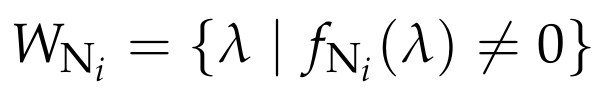 W_{N_i} = {λ | f_{N_i}(λ) ≠ 0}